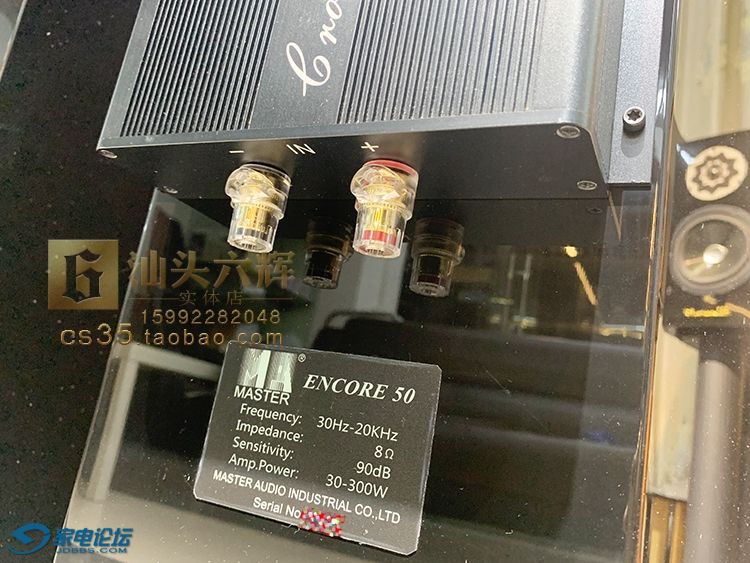 - IN +
6 汕头六辉
实体店
15992282048
cs35.taobao.com
MA®
MASTER
ENCORE 50
Frequency: 30Hz-20KHz
Impedance: 8Ω
Sensitivity: 90dB
Amp.Power: 30-300W
MASTER AUDIO INDUSTRIAL CO.,LTD
Serial No
家电论坛
JDBBS.COM